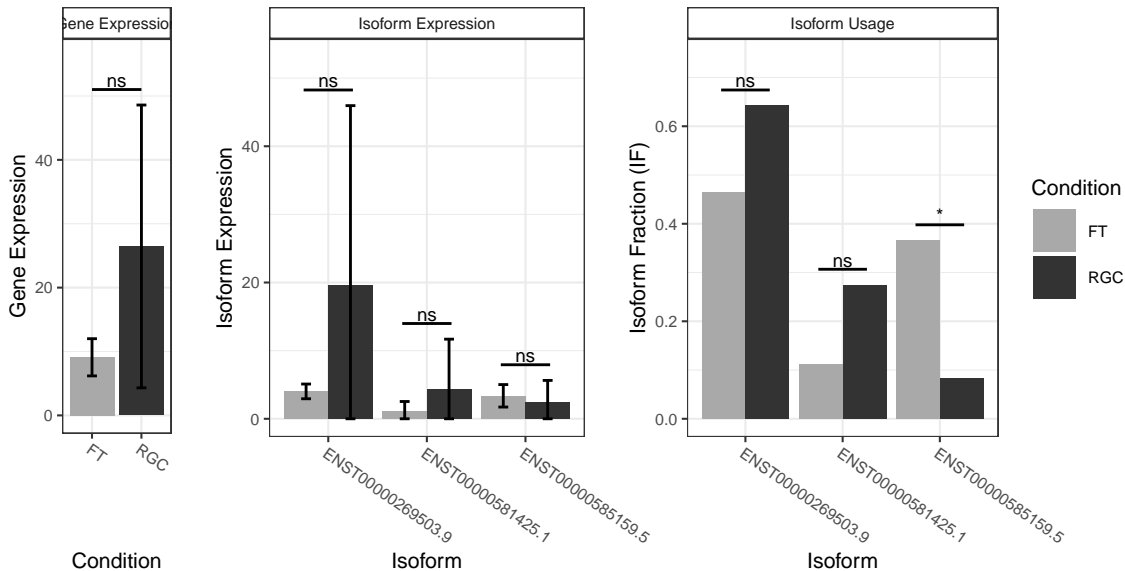 Gene Expression
Isoform Expression
Isoform Usage
Gene Expression
40
20
0
ns
FT
RGC
Condition
Isoform Expression
40
20
0
ns
ns
ns
ENST00000269503.9
ENST00000581425.1
ENST00000585159.5
Isoform
Isoform Fraction (IF)
0.6
0.4
0.2
0.0
ns
ns
*
ENST00000269503.9
ENST00000581425.1
ENST00000585159.5
Isoform
Condition
FT
RGC